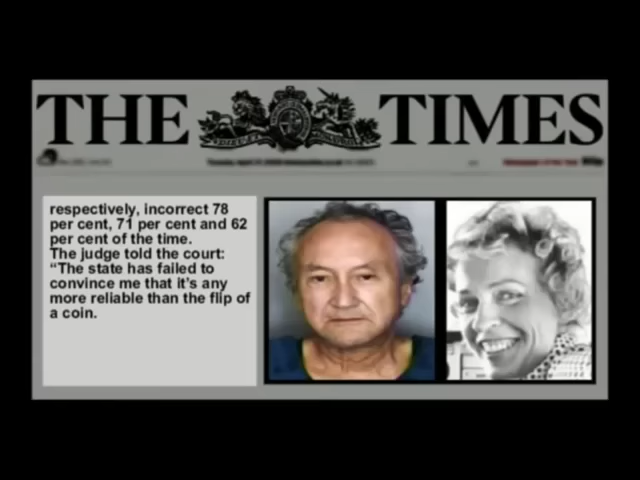 THE TIMES
respectively, incorrect 78
per cent, 71 per cent and 62
per cent of the time.
The judge told the court:
“The state has failed to
convince me that it’s any
more reliable than the flip of
a coin.